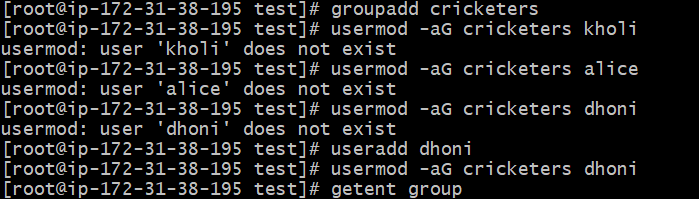 [root@ip-172-31-38-195 test]# groupadd cricketers
[root@ip-172-31-38-195 test]# usermod -aG cricketers kholi
usermod: user 'kholi' does not exist
[root@ip-172-31-38-195 test]# usermod -aG cricketers alice
usermod: user 'alice' does not exist
[root@ip-172-31-38-195 test]# usermod -aG cricketers dhoni
usermod: user 'dhoni' does not exist
[root@ip-172-31-38-195 test]# useradd dhoni
[root@ip-172-31-38-195 test]# usermod -aG cricketers dhoni
[root@ip-172-31-38-195 test]# getent group